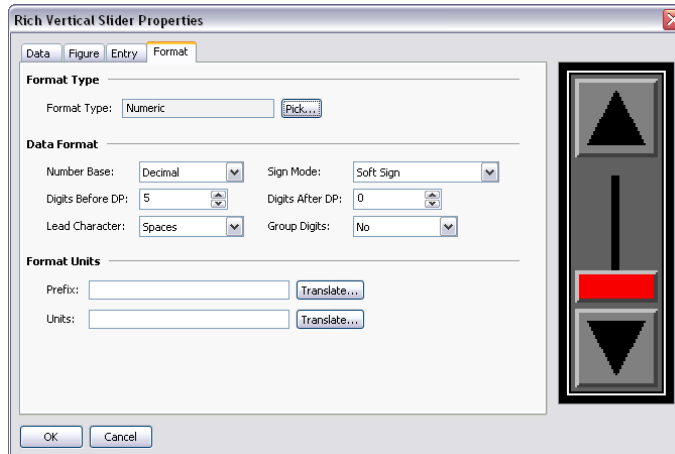 Rich Vertical Slider Properties
Data Figure Entry Format
Format Type
Format Type: Numeric Pick...
Data Format
Number Base: Decimal Sign Mode: Soft Sign
Digits Before DP: 5 Digits After DP: 0
Lead Character: Spaces Group Digits: No
Format Units
Prefix: Translate...
Units: Translate...
OK Cancel